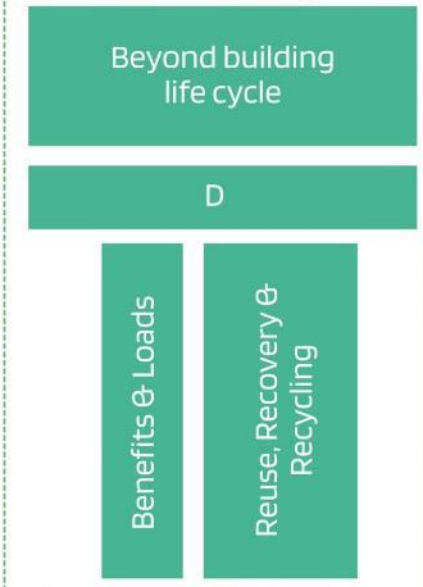 Beyond building
life cycle
D
Benefits & Loads
Reuse, Recovery &
Recycling